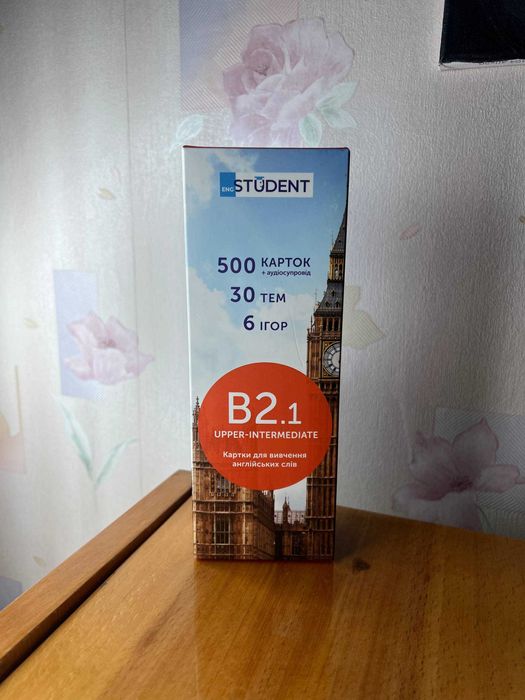 ENG STUDENT
500 КАРТОК
+ аудіосупровід
30 ТЕМ
6 ІГОР
B2.1
UPPER-INTERMEDIATE
Картки для вивчення
англійських слів